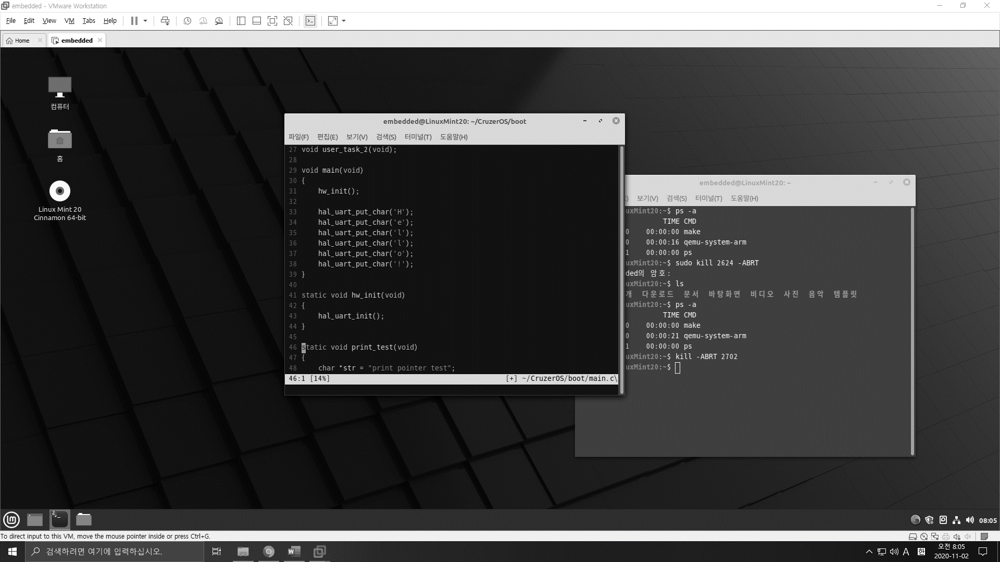 embedded - VMware Workstation
File Edit View VM Tabs Help
Home embedded
컴퓨터
홈
Linux Mint 20
Cinnamon 64-bit
embedded@LinuxMint20: ~/CruzerOS/boot
파일(F) 편집(E) 보기(V) 검색(S) 터미널(T) 도움말(H)
27 void user_task_2(void);
28
29 void main(void)
30 {
31     hw_init();
32
33     hal_uart_put_char('H');
34     hal_uart_put_char('e');
35     hal_uart_put_char('l');
36     hal_uart_put_char('l');
37     hal_uart_put_char('o');
38     hal_uart_put_char('!');
39 }
40
41 static void hw_init(void)
42 {
43     hal_uart_init();
44 }
45
46 static void print_test(void)
47 {
48     char *str = "print pointer test";
46:1 [14%] [+] ~/CruzerOS/boot/main.c\
embedded@LinuxMint20: ~
) 보기(V) 검색(S) 터미널(T) 도움말(H)
uxMint20:~$ ps -a
TIME CMD
0 00:00:00 make
0 00:00:16 qemu-system-arm
1 00:00:00 ps
uxMint20:~$ sudo kill 2624 -ABRT
ded의 암호:
uxMint20:~$ ls
개 다운로드 문서 바탕화면 비디오 사진 음악 템플릿
uxMint20:~$ ps -a
TIME CMD
0 00:00:00 make
0 00:00:21 qemu-system-arm
1 00:00:00 ps
uxMint20:~$ kill -ABRT 2702
uxMint20:~$
2
08:05
To direct input to this VM, move the mouse pointer inside or press Ctrl+G.
검색하려면 여기에 입력하십시오.
A 한
오전 8:05
2020-11-02